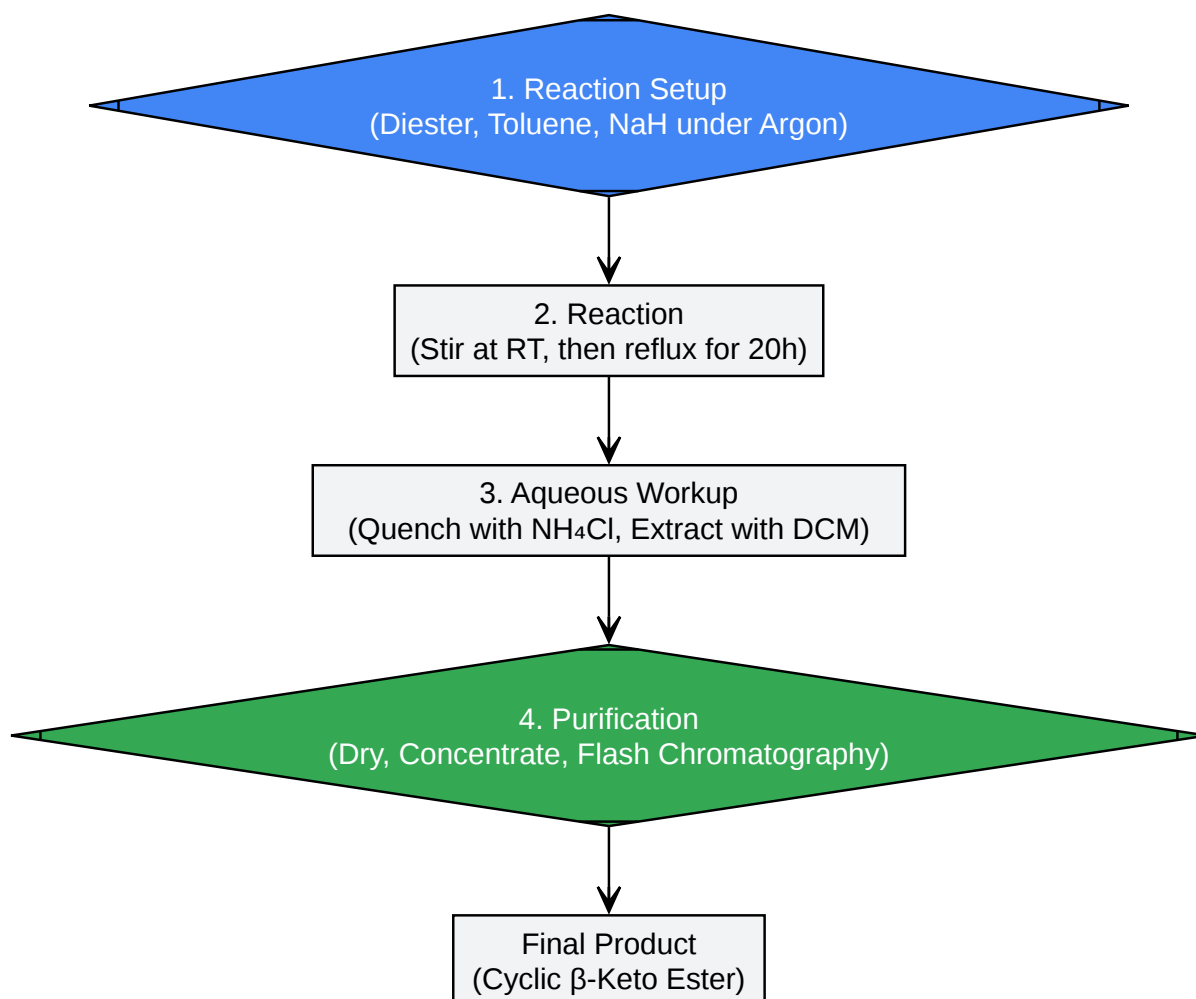 1. Reaction Setup
(Diester, Toluene, NaH under Argon)
2. Reaction
(Stir at RT, then reflux for 20h)
3. Aqueous Workup
(Quench with NH₄Cl, Extract with DCM)
4. Purification
(Dry, Concentrate, Flash Chromatography)
Final Product
(Cyclic β-Keto Ester)